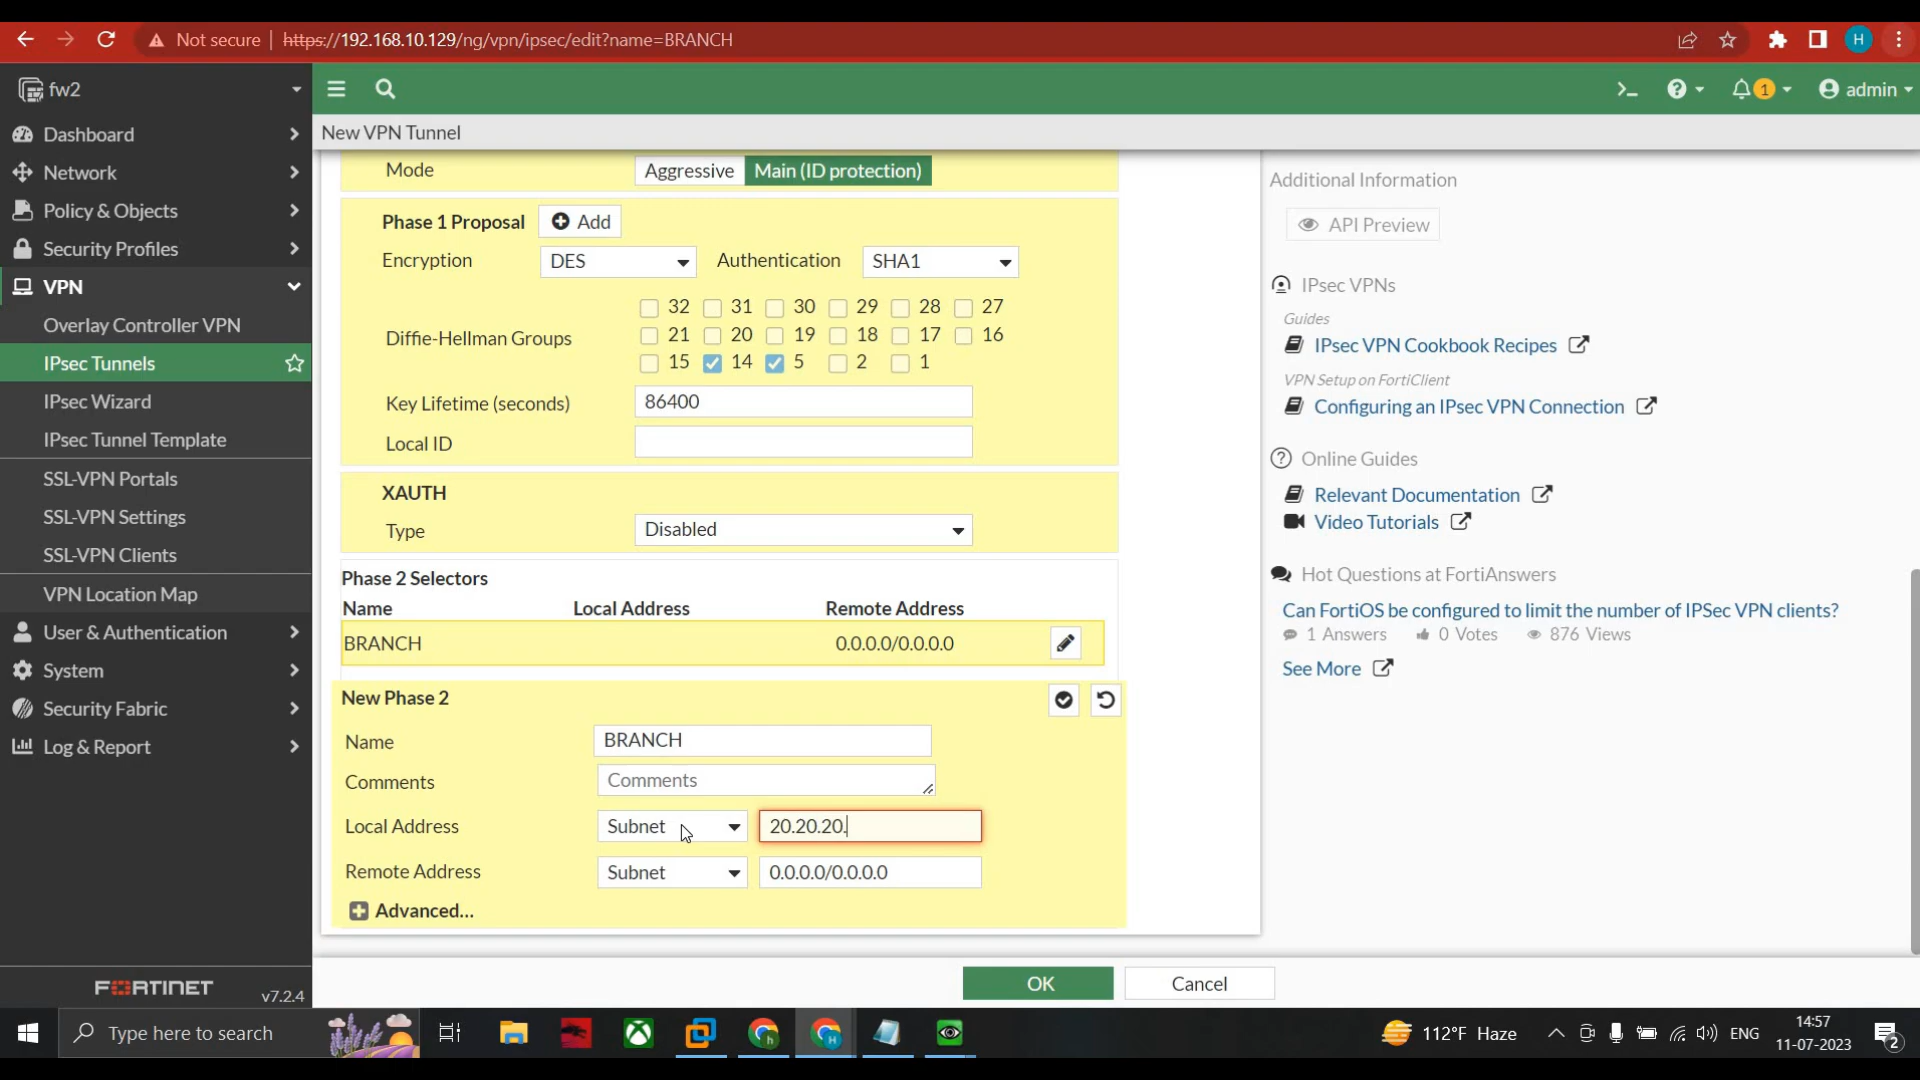 Not secure | https://192.168.10.129/ng/vpn/ipsec/edit?name=BRANCH
H
fw2
>_
1
admin
New VPN Tunnel
Dashboard
Network
Policy & Objects
Security Profiles
VPN
Overlay Controller VPN
IPsec Tunnels
IPsec Wizard
IPsec Tunnel Template
SSL-VPN Portals
SSL-VPN Settings
SSL-VPN Clients
VPN Location Map
User & Authentication
System
Security Fabric
Log & Report
FORTINET v7.2.4
Mode Aggressive Main (ID protection)
Phase 1 Proposal Add
Encryption DES Authentication SHA1
Diffie-Hellman Groups
32 31 30 29 28 27
21 20 19 18 17 16
15 14 5 2 1
Key Lifetime (seconds) 86400
Local ID
XAUTH
Type Disabled
Phase 2 Selectors
Name Local Address Remote Address
BRANCH 0.0.0.0/0.0.0.0
New Phase 2
Name BRANCH
Comments Comments
Local Address Subnet 20.20.20.
Remote Address Subnet 0.0.0.0/0.0.0.0
Advanced...
OK Cancel
Additional Information
API Preview
IPsec VPNs
Guides
IPsec VPN Cookbook Recipes
VPN Setup on FortiClient
Configuring an IPsec VPN Connection
Online Guides
Relevant Documentation
Video Tutorials
Hot Questions at FortiAnswers
Can FortiOS be configured to limit the number of IPSec VPN clients?
1 Answers 0 Votes 876 Views
See More
Type here to search
h
H
112°F Haze
ENG
14:57
11-07-2023
2